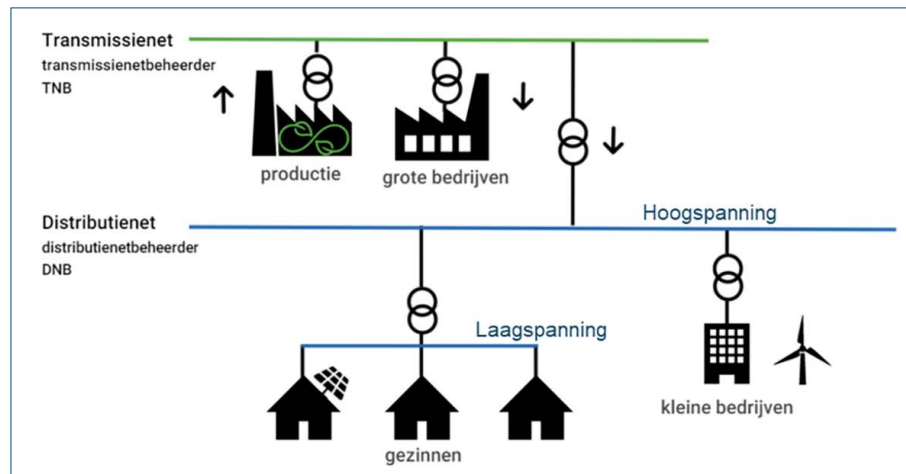 Transmissienet
transmissienetbeheerder
TNB
productie
grote bedrijven
Distributienet
distributienetbeheerder
DNB
Hoogspanning
Laagspanning
kleine bedrijven
gezinnen